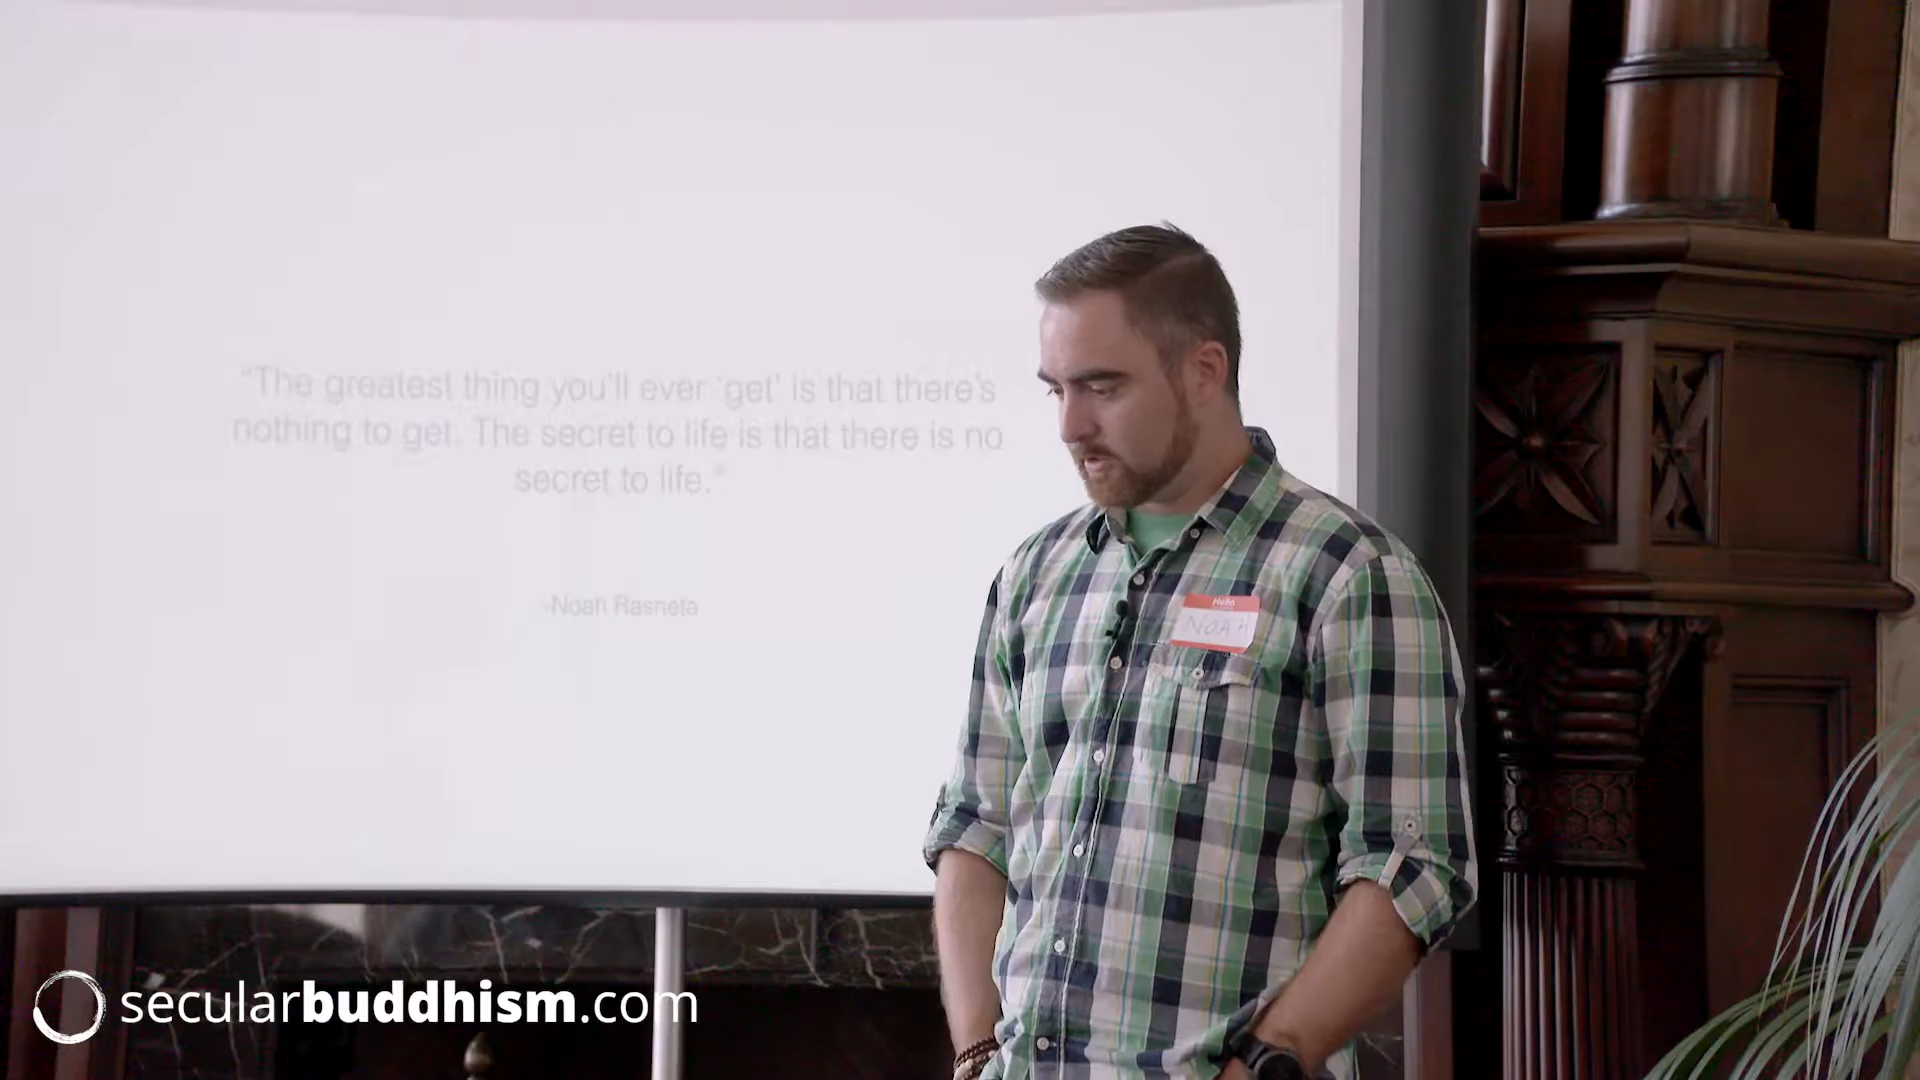 "The greatest thing you'll ever 'get' is that there's
nothing to get. The secret to life is that there is no
secret to life."
-Noah Rasheta
Hello
NOAH
secularbuddhism.com